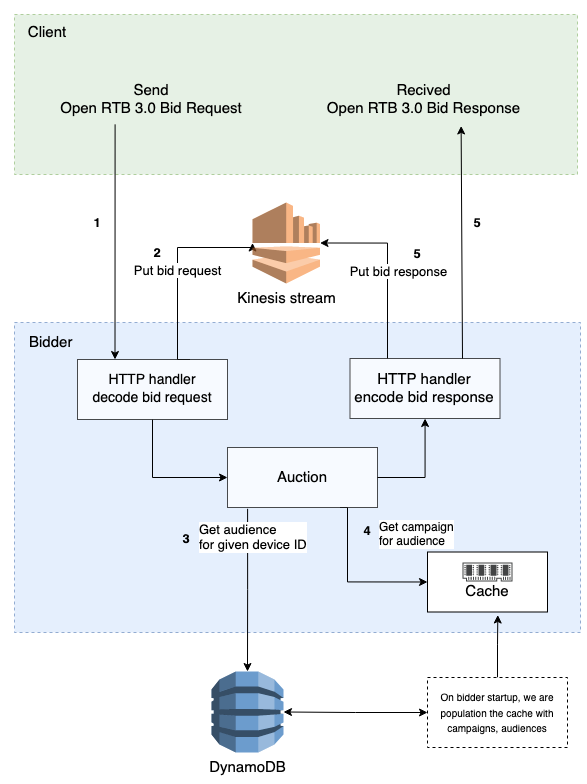 Client
Send
Open RTB 3.0 Bid Request
Recived
Open RTB 3.0 Bid Response
1
2
Put bid request
5
Put bid response
5
Kinesis stream
Bidder
HTTP handler
decode bid request
HTTP handler
encode bid response
Auction
3
Get audience
for given device ID
4
Get campaign
for audience
Cache
On bidder startup, we are
population the cache with
campaigns, audiences
DynamoDB